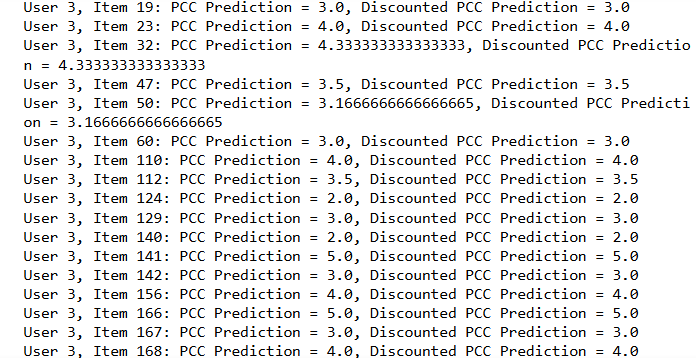 User 3, Item 19: PCC Prediction = 3.0, Discounted PCC Prediction = 3.0
User 3, Item 23: PCC Prediction = 4.0, Discounted PCC Prediction = 4.0
User 3, Item 32: PCC Prediction = 4.333333333333333, Discounted PCC Predictio
n = 4.333333333333333
User 3, Item 47: PCC Prediction = 3.5, Discounted PCC Prediction = 3.5
User 3, Item 50: PCC Prediction = 3.1666666666666665, Discounted PCC Predicti
on = 3.1666666666666665
User 3, Item 60: PCC Prediction = 3.0, Discounted PCC Prediction = 3.0
User 3, Item 110: PCC Prediction = 4.0, Discounted PCC Prediction = 4.0
User 3, Item 112: PCC Prediction = 3.5, Discounted PCC Prediction = 3.5
User 3, Item 124: PCC Prediction = 2.0, Discounted PCC Prediction = 2.0
User 3, Item 129: PCC Prediction = 3.0, Discounted PCC Prediction = 3.0
User 3, Item 140: PCC Prediction = 2.0, Discounted PCC Prediction = 2.0
User 3, Item 141: PCC Prediction = 5.0, Discounted PCC Prediction = 5.0
User 3, Item 142: PCC Prediction = 3.0, Discounted PCC Prediction = 3.0
User 3, Item 156: PCC Prediction = 4.0, Discounted PCC Prediction = 4.0
User 3, Item 166: PCC Prediction = 5.0, Discounted PCC Prediction = 5.0
User 3, Item 167: PCC Prediction = 3.0, Discounted PCC Prediction = 3.0
User 3, Item 168: PCC Prediction = 4.0, Discounted PCC Prediction = 4.0